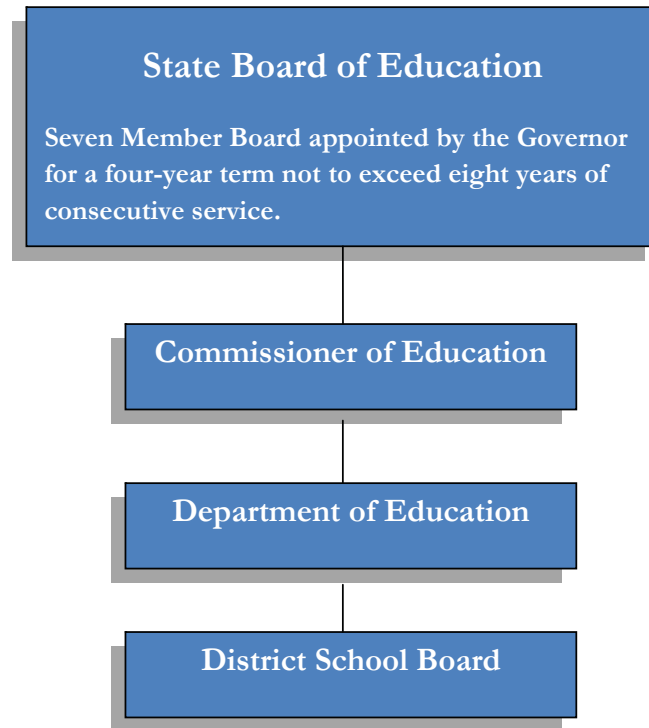 State Board of Education
Seven Member Board appointed by the Governor
for a four-year term not to exceed eight years of
consecutive service.
Commissioner of Education
Department of Education
District School Board